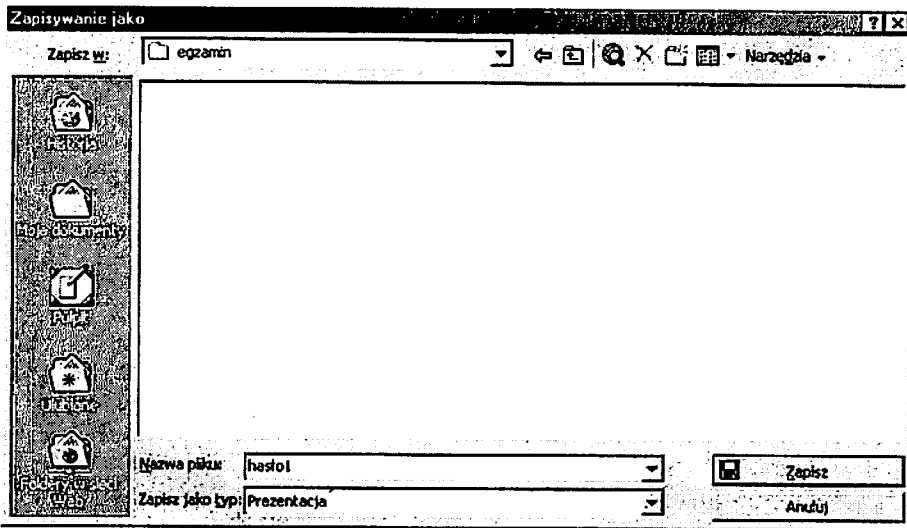 Zapisywanie jako
Zapisz w:
egzamin
Narzędzia
Historia
Moje dokumenty
Pulpit
Ulubione
Foldery w sieci
Web
Nazwa pliku:
hasło1
Zapisz
Zapisz jako typ:
Prezentacja
Anuluj